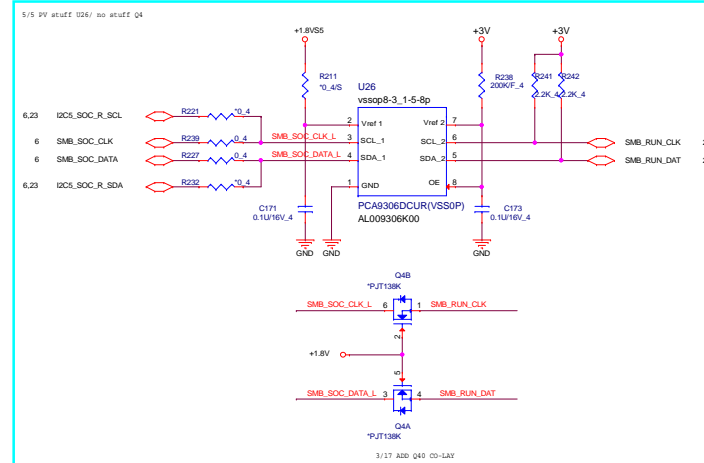 5/5 PV stuff U26/ no stuff Q4
+1.8VS5
+3V
+3V
R211
*0_4/S
U26
vssop8-3_1-5-8p
R238
200K/F_4
R241
2.2K_4
R242
2.2K_4
6,23 I2C5_SOC_R_SCL R221 *0_4
2 Vref 1 Vref 2 7
6 SMB_SOC_CLK R239 0_4 SMB_SOC_CLK_L 3 SCL_1 SCL_2 6 SMB_RUN_CLK 2
6 SMB_SOC_DATA R227 0_4 SMB_SOC_DATA_L 4 SDA_1 SDA_2 5 SMB_RUN_DAT 2
6,23 I2C5_SOC_R_SDA R232 *0_4
1 GND OE 8
C171
0.1U/16V_4
PCA9306DCUR(VSS0P)
AL009306K00
C173
0.1U/16V_4
GND GND GND
Q4B
*PJT138K
SMB_SOC_CLK_L 6 1 SMB_RUN_CLK
2
+1.8V
5
SMB_SOC_DATA_L 3 4 SMB_RUN_DAT
Q4A
*PJT138K
3/17 ADD Q40 CO-LAY